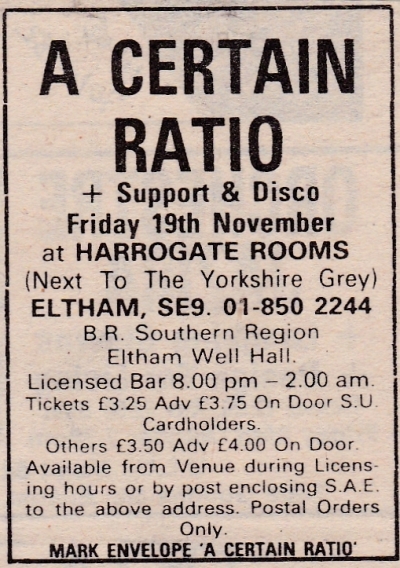 A CERTAIN
RATIO
+ Support & Disco
Friday 19th November
at HARROGATE ROOMS
(Next To The Yorkshire Grey)
ELTHAM, SE9. 01-850 2244
B.R. Southern Region
Eltham Well Hall.
Licensed Bar 8.00 pm – 2.00 am.
Tickets £3.25 Adv £3.75 On Door S.U.
Cardholders.
Others £3.50 Adv £4.00 On Door.
Available from Venue during Licens-
ing hours or by post enclosing S.A.E.
to the above address. Postal Orders
Only.
MARK ENVELOPE 'A CERTAIN RATIO'